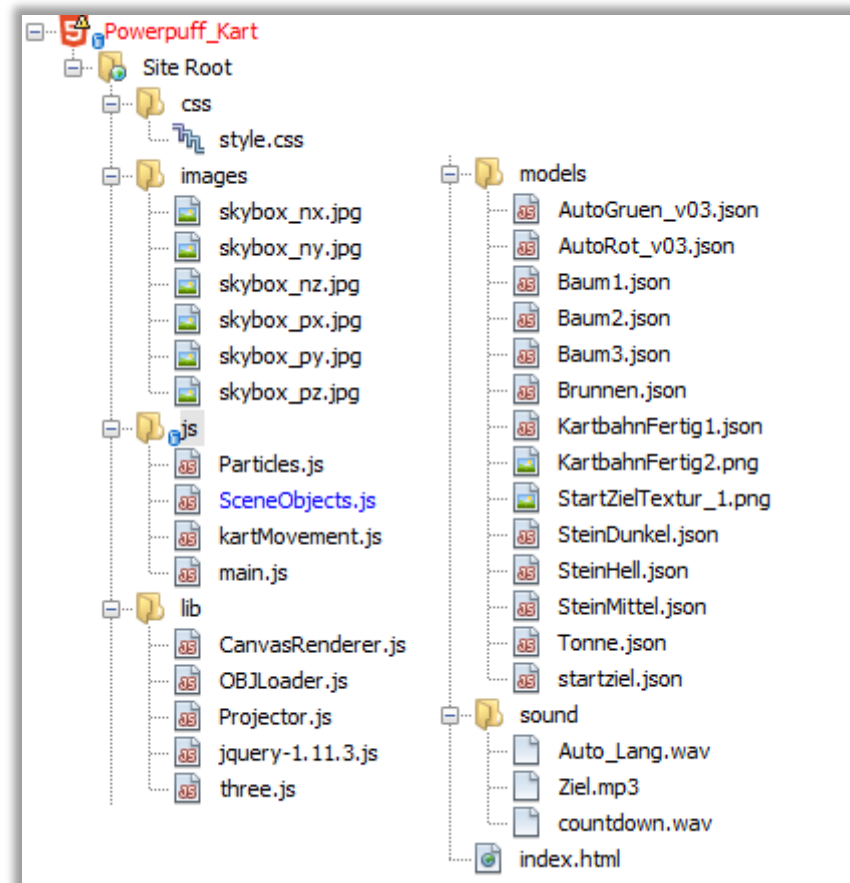 Powerpuff_Kart
Site Root
css
style.css
images
skybox_nx.jpg
skybox_ny.jpg
skybox_nz.jpg
skybox_px.jpg
skybox_py.jpg
skybox_pz.jpg
js
Particles.js
SceneObjects.js
kartMovement.js
main.js
lib
CanvasRenderer.js
OBJLoader.js
Projector.js
jquery-1.11.3.js
three.js
models
AutoGruen_v03.json
AutoRot_v03.json
Baum1.json
Baum2.json
Baum3.json
Brunnen.json
KartbahnFertig1.json
KartbahnFertig2.png
StartZielTextur_1.png
SteinDunkel.json
SteinHell.json
SteinMittel.json
Tonne.json
startziel.json
sound
Auto_Lang.wav
Ziel.mp3
countdown.wav
index.html